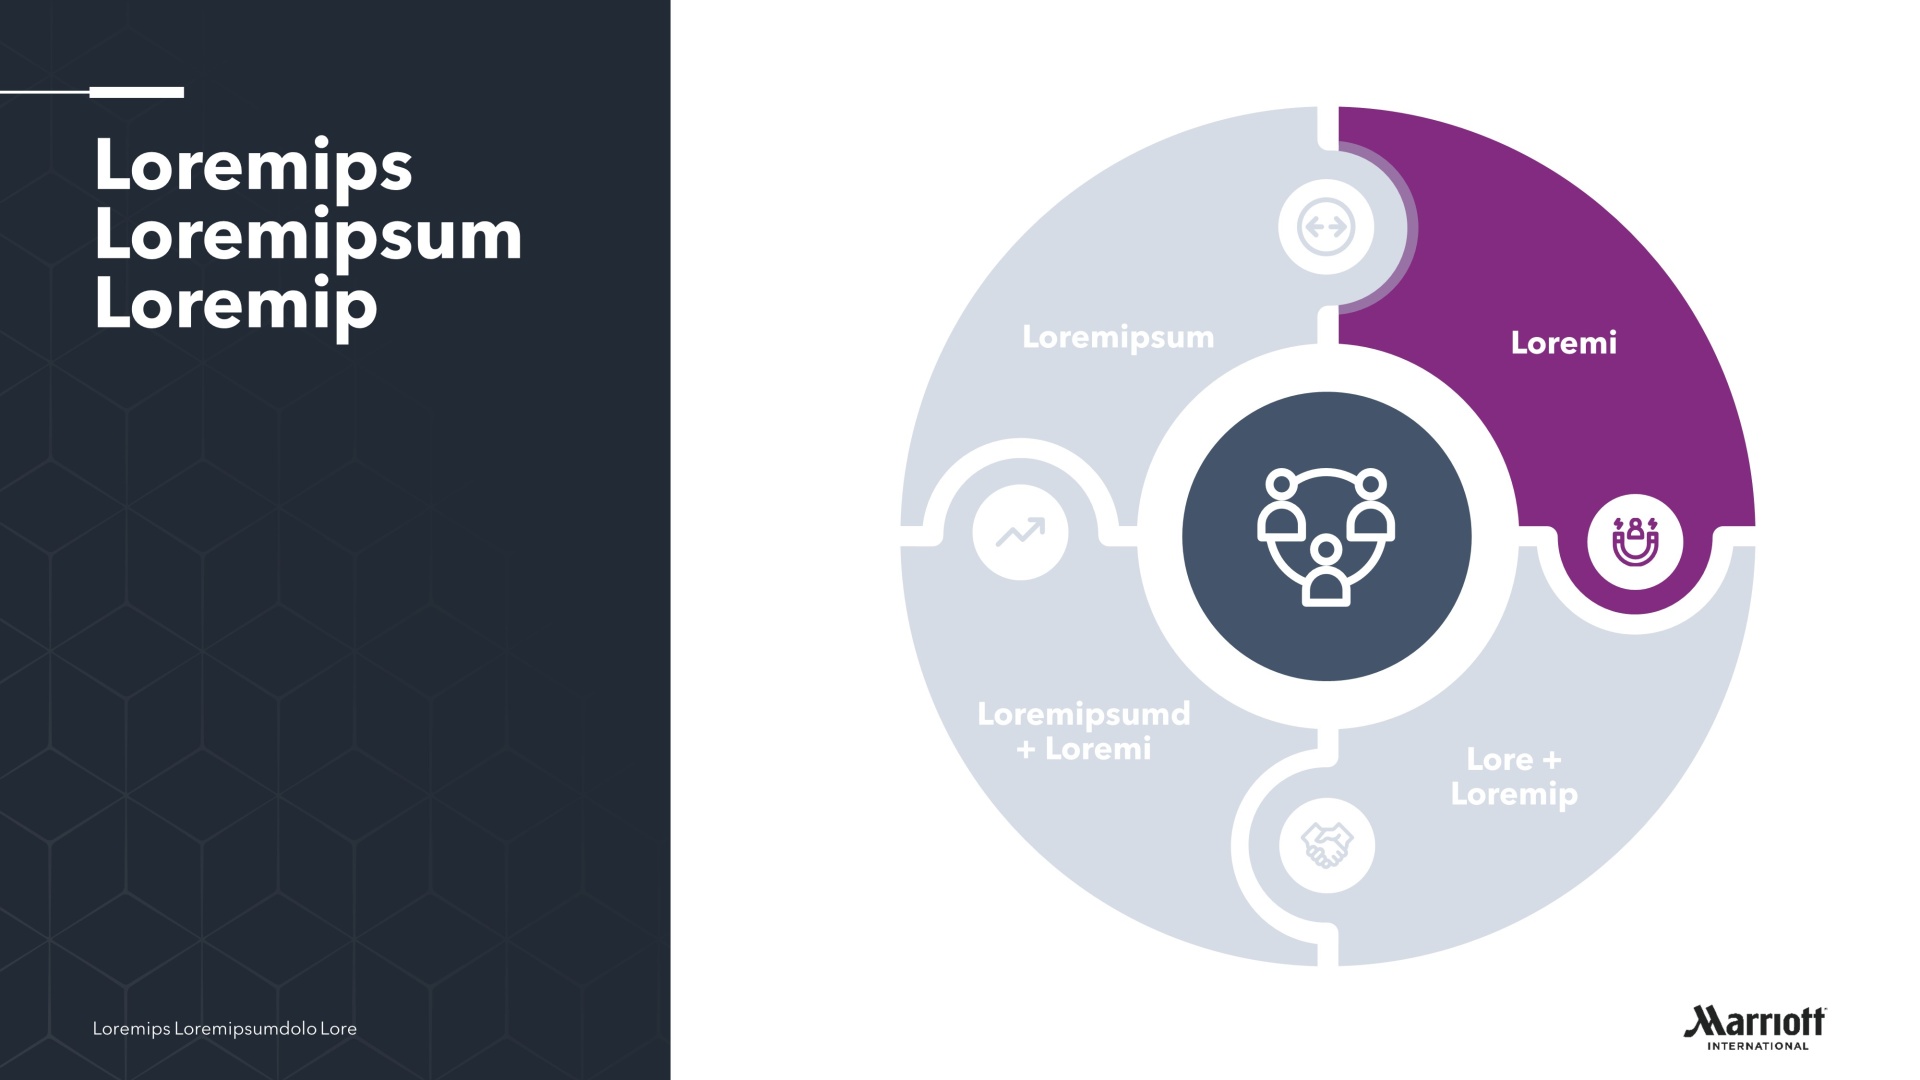 Loremips
Loremipsum
Loremip
Loremipsum
Loremi
Loremipsumd
+ Loremi
Lore +
Loremip
Loremips Loremipsumdolo Lore
Marriott
INTERNATIONAL